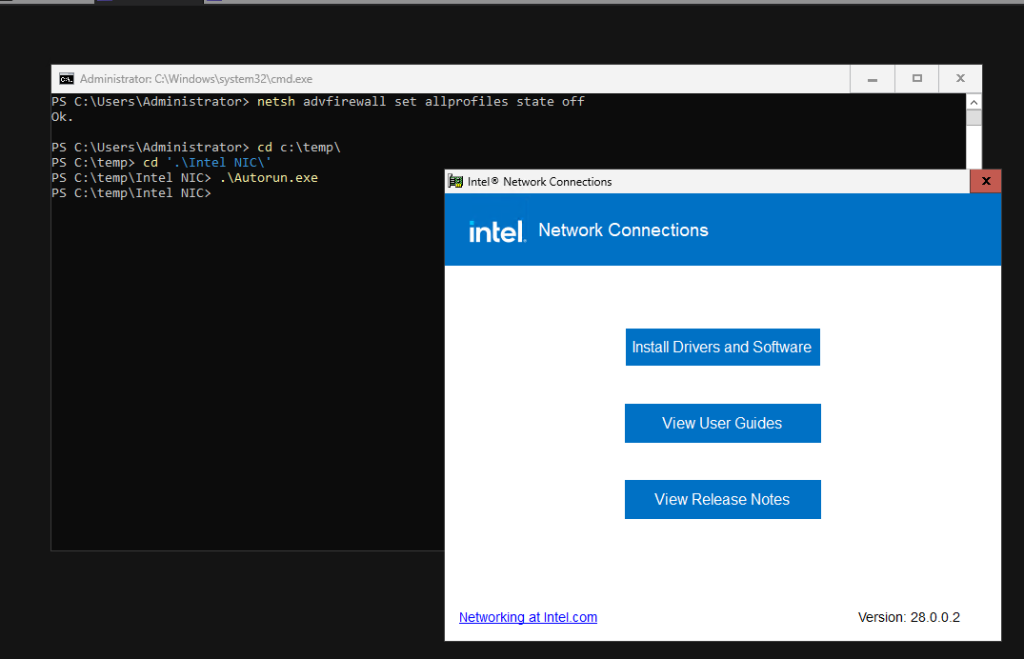 Administrator: C:\Windows\system32\cmd.exe
PS C:\Users\Administrator> netsh advfirewall set allprofiles state off
Ok.
PS C:\Users\Administrator> cd c:\temp\
PS C:\temp> cd '.\Intel NIC\'
PS C:\temp\Intel NIC> .\Autorun.exe
PS C:\temp\Intel NIC>
Intel® Network Connections
intel. Network Connections
Install Drivers and Software
View User Guides
View Release Notes
Networking at Intel.com
Version: 28.0.0.2